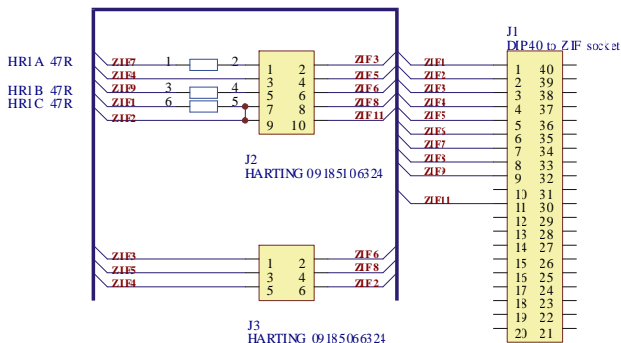 J1
DIP40 to ZIF socket
HR1A 47R ZIF7 1 2 1 2 ZIF3 ZIF1 1 40
ZIF4 3 4 ZIF5 ZIF2 2 39
HR1B 47R ZIF9 3 4 5 6 ZIF6 ZIF3 3 38
HR1C 47R ZIF1 6 5 7 8 ZIF8 ZIF4 4 37
ZIF2 9 10 ZIF11 ZIF5 5 36
ZIF6 6 35
ZIF7 7 34
ZIF8 8 33
ZIF9 9 32
10 31
ZIF11 11 30
12 29
13 28
14 27
15 26
16 25
17 24
18 23
19 22
20 21
J2
HARTING 09185106324
ZIF3 1 2 ZIF6
ZIF5 3 4 ZIF8
ZIF4 5 6 ZIF2
J3
HARTING 09185066324